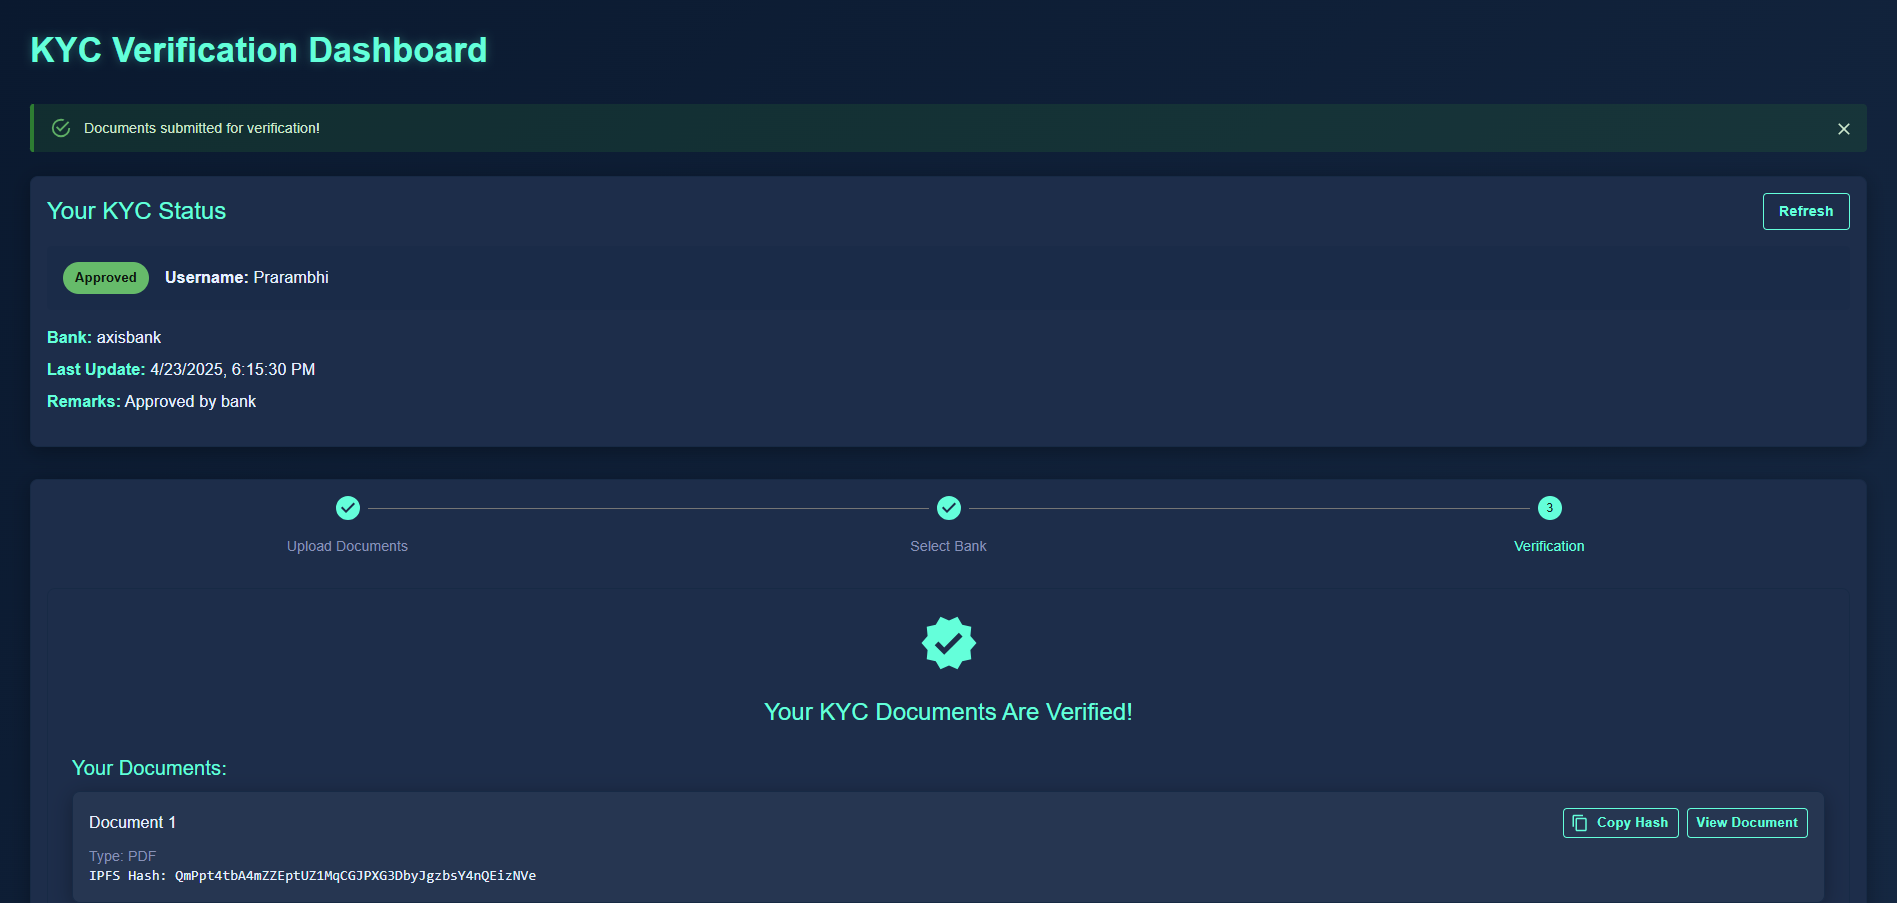 KYC Verification Dashboard
Documents submitted for verification!
Your KYC Status
Refresh
Approved
Username: Prarambhi
Bank: axisbank
Last Update: 4/23/2025, 6:15:30 PM
Remarks: Approved by bank
3
Upload Documents
Select Bank
Verification
Your KYC Documents Are Verified!
Your Documents:
Document 1
Copy Hash
View Document
Type: PDF
IPFS Hash: QmPpt4tbA4mZZEptUZ1MqCGJPXG3DbyJgzbsY4nQEizNVe